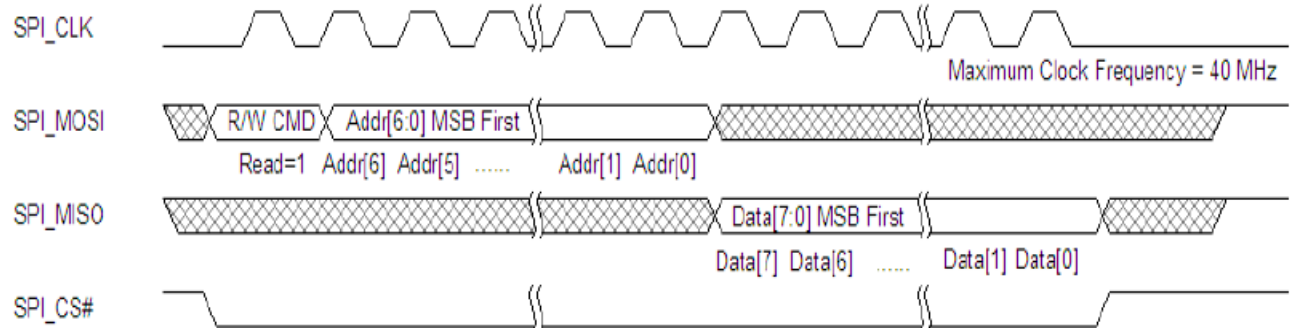 SPI_CLK
Maximum Clock Frequency = 40 MHz
SPI_MOSI R/W CMD Addr[6:0] MSB First
Read=1 Addr[6] Addr[5] ...... Addr[1] Addr[0]
SPI_MISO Data[7:0] MSB First
Data[7] Data[6] ...... Data[1] Data[0]
SPI_CS#